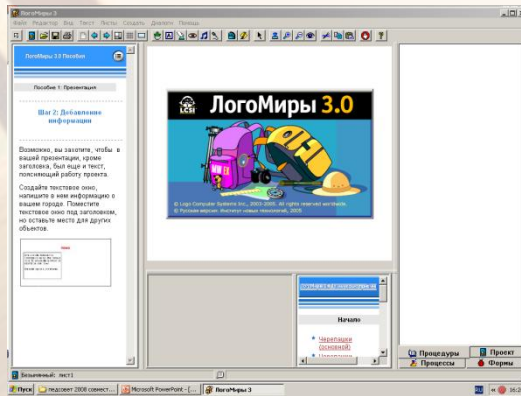 ЛогоМиры 3
Файл Редактор Вид Текст Листы Создать Диалоги Помощь
ЛогоМиры 3.0 Пособия
Пособие 1: Презентация
Шаг 2: Добавление
информации
Возможно, вы захотите, чтобы в
вашей презентации, кроме
заголовка, был еще и текст,
поясняющий работу проекта.
Создайте текстовое окно,
напишите в нем информацию о
вашем городе. Поместите
текстовое окно под заголовком,
но оставьте место для других
объектов.
LCSI
ЛогоМиры 3.0
© Logo Computer Systems Inc., 2003-2005. All rights reserved worldwide.
© Русская версия. Институт новых технологий, 2005
Начало
Черепашки
(основной)
Процедуры
Проект
Процессы
Формы
Безымянный: лист1
Пуск
педсовет 2008 совмест...
Microsoft PowerPoint - [...
ЛогоМиры 3
RU